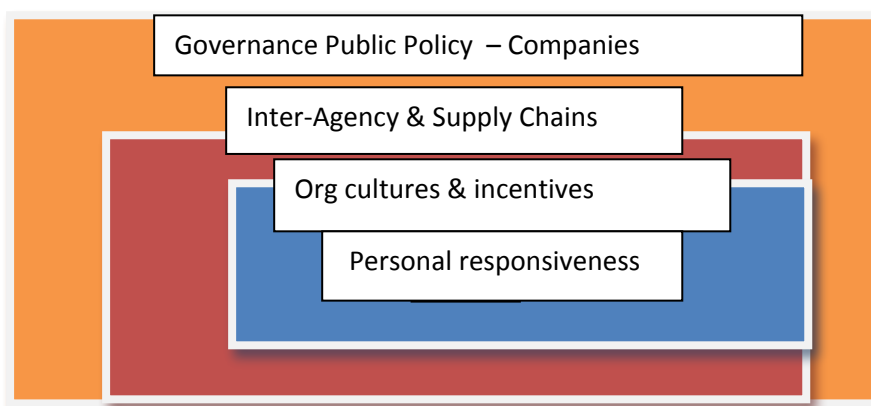 Governance Public Policy – Companies
Inter-Agency & Supply Chains
Org cultures & incentives
Personal responsiveness